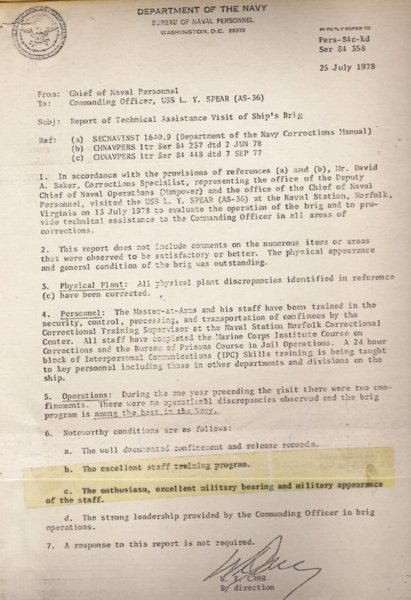 DEPARTMENT OF THE NAVY
BUREAU OF NAVAL PERSONNEL
WASHINGTON, D.C. 20370
IN REPLY REFER TO
Pers-84c-kd
Ser 84 358
25 July 1978
From: Chief of Naval Personnel
To: Commanding Officer, USS L. Y. SPEAR (AS-36)
Subj: Report of Technical Assistance Visit of Ship's Brig
Ref: (a) SECNAVINST 1640.9 (Department of the Navy Corrections Manual)
(b) CHNAVPERS ltr Ser 84 257 dtd 2 JUN 78
(c) CHNAVPERS ltr Ser 84 448 dtd 7 SEP 77
1. In accordance with the provisions of references (a) and (b), Mr. David
A. Baker, Corrections Specialist, representing the office of the Deputy
Chief of Naval Operations (Manpower) and the office of the Chief of Naval
Personnel, visited the USS L. Y. SPEAR (AS-36) at the Naval Station, Norfolk,
Virginia on 13 July 1978 to evaluate the operation of the brig and to pro-
vide technical assistance to the Commanding Officer in all areas of
corrections.
2. This report does not include comments on the numerous items or areas
that were observed to be satisfactory or better. The physical appearance
and general condition of the brig was outstanding.
3. Physical Plant: All physical plant discrepancies identified in reference
(c) have been corrected.
4. Personnel: The Master-at-Arms and his staff have been trained in the
security, control, processing, and transportation of confinees by the
Correctional Training Supervisor at the Naval Station Norfolk Correctional
Center. All staff have completed the Marine Corps Institute Course on
Corrections and the Bureau of Prisons Course in Jail Operations. A 24 hour
block of Interpersonal Communications (IPC) Skills training is being taught
to key personnel including those in other departments and divisions on the
ship.
5. Operations: During the one year preceding the visit there were two con-
finements. There were no operational discrepancies observed and the brig
program is among the best in the Navy.
6. Noteworthy conditions are as follows:
a. The well documented confinement and release records.
b. The excellent staff training program.
c. The enthusiasm, excellent military bearing and military appearance
of the staff.
d. The strong leadership provided by the Commanding Officer in brig
operations.
7. A response to this report is not required.
CARR
By direction